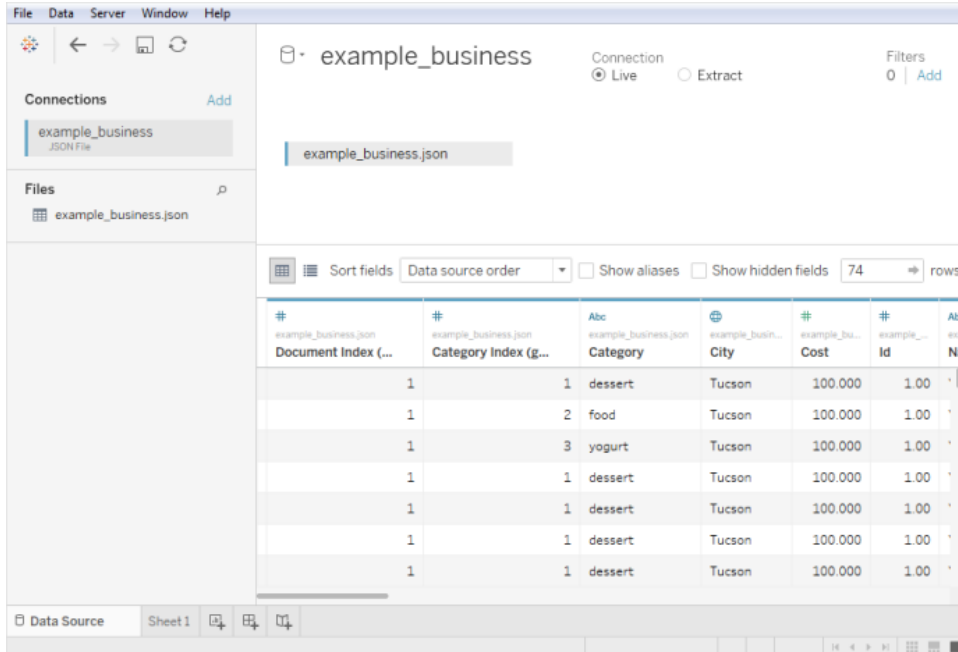 File Data Server Window Help
example_business
Connection
Live Extract
Filters
0 Add
Connections Add
example_business
JSON File
example_business.json
Files
example_business.json
Sort fields Data source order Show aliases Show hidden fields 74 rows
# # Abc # #
example_business.json example_business.json example_business.json example_busin... example_bu... example_...
Document Index (... Category Index (g... Category City Cost Id
1 1 dessert Tucson 100.000 1.00
1 2 food Tucson 100.000 1.00
1 3 yogurt Tucson 100.000 1.00
1 1 dessert Tucson 100.000 1.00
1 1 dessert Tucson 100.000 1.00
1 1 dessert Tucson 100.000 1.00
1 1 dessert Tucson 100.000 1.00
Data Source Sheet 1